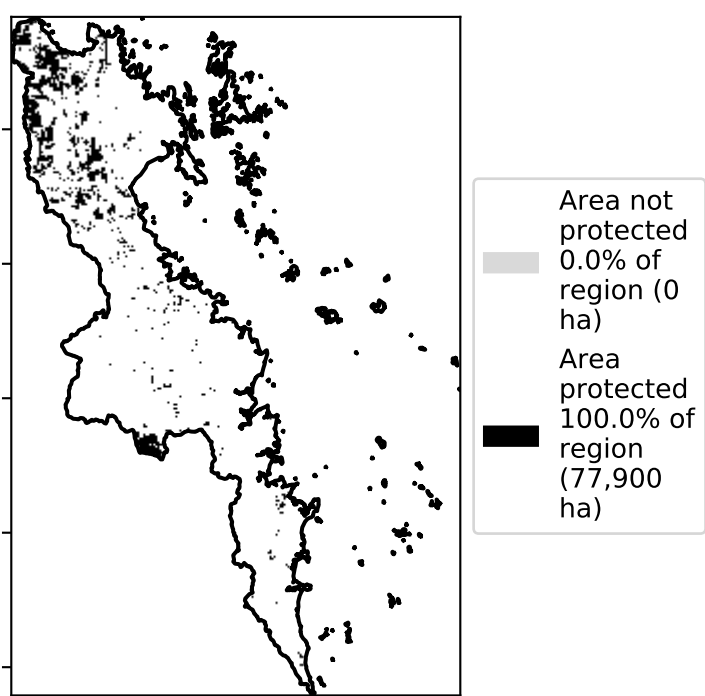 Area not
protected
0.0% of
region (0
ha)
Area
protected
100.0% of
region
(77,900
ha)